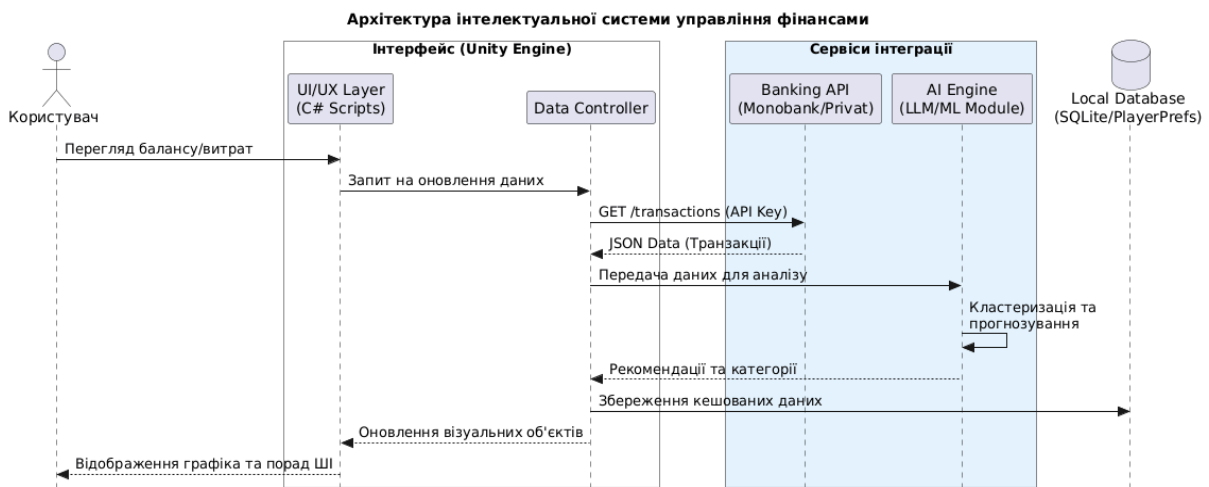 Архітектура інтелектуальної системи управління фінансами
Інтерфейс (Unity Engine)
Сервіси інтеграції
Користувач
UI/UX Layer
(C# Scripts)
Data Controller
Banking API
(Monobank/Privat)
AI Engine
(LLM/ML Module)
Local Database
(SQLite/PlayerPrefs)
Перегляд балансу/витрат
Запит на оновлення даних
GET /transactions (API Key)
JSON Data (Транзакції)
Передача даних для аналізу
Кластеризація та
прогнозування
Рекомендації та категорії
Збереження кешованих даних
Оновлення візуальних об'єктів
Відображення графіка та порад ШІ